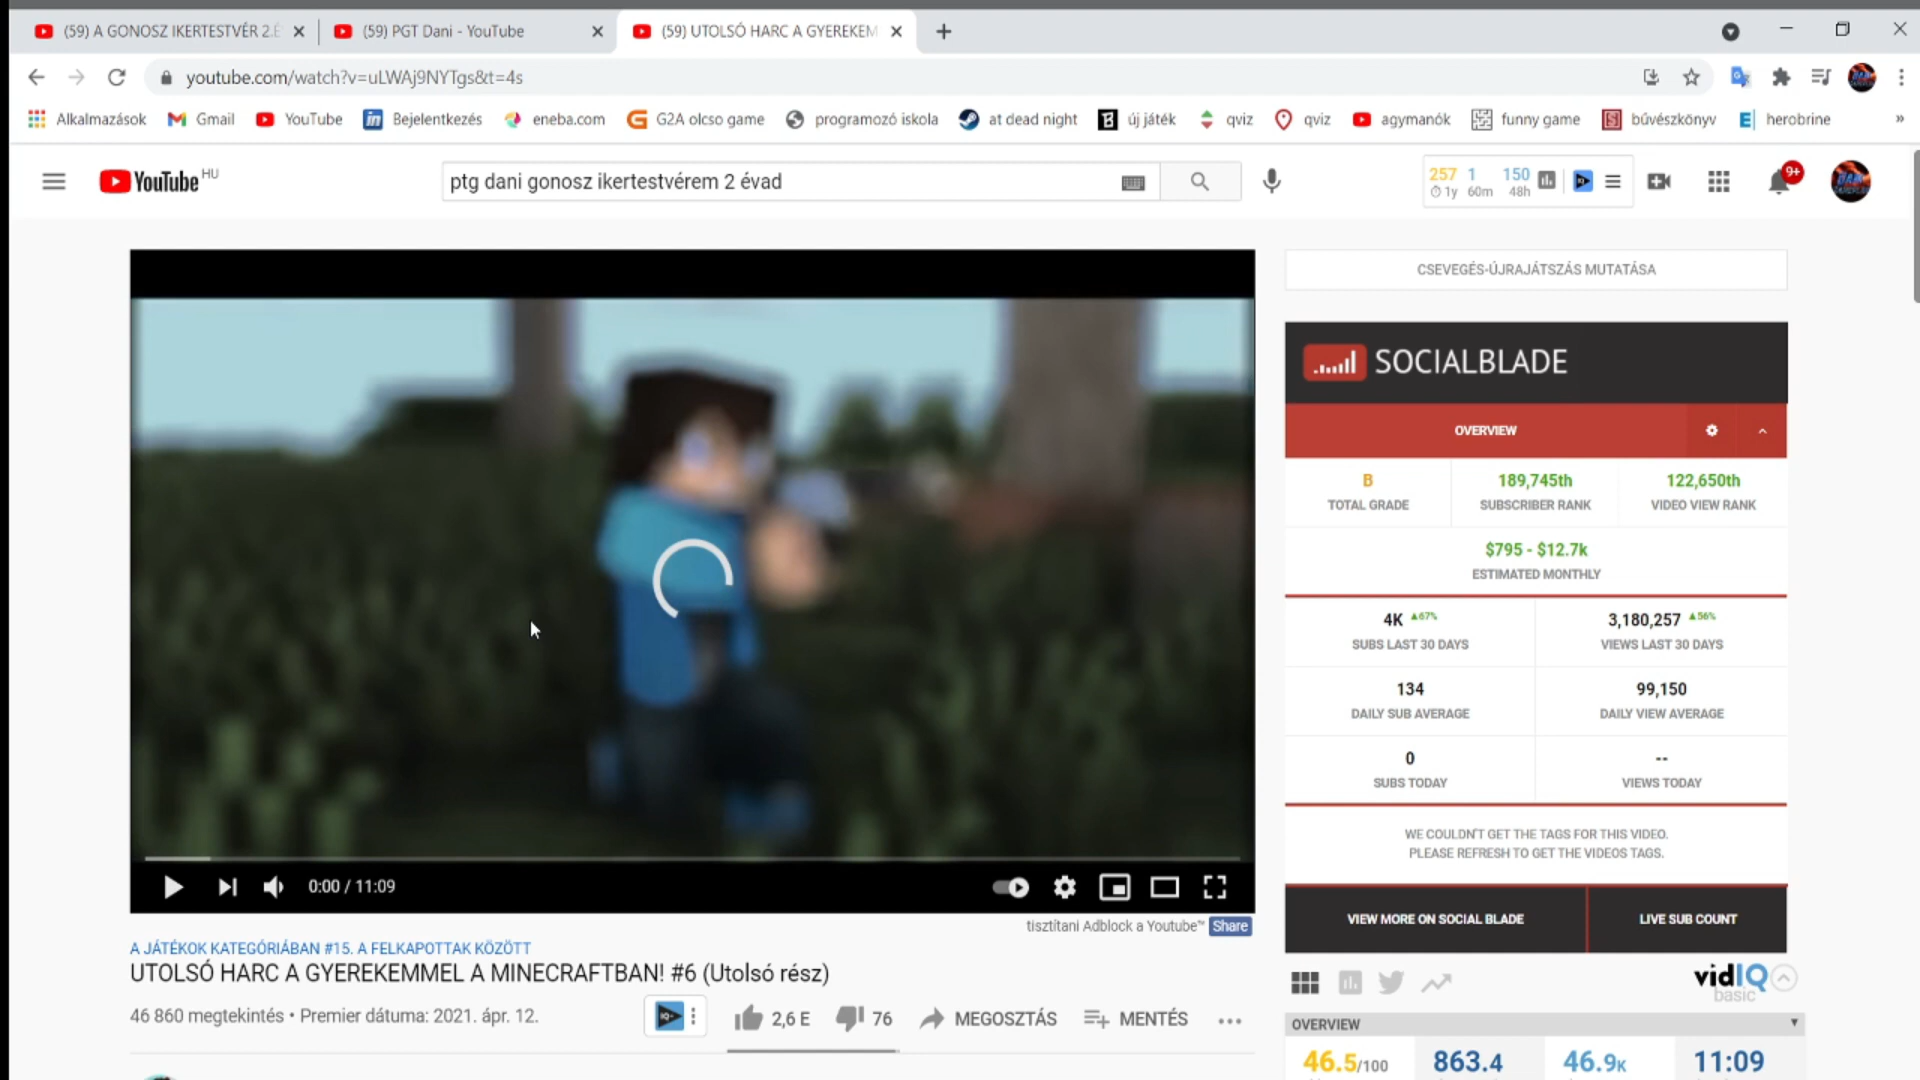 (59) A GONOSZ IKERTESTVÉR 2.É
(59) PGT Dani - YouTube
(59) UTOLSÓ HARC A GYEREKEM
youtube.com/watch?v=uLWAj9NYTgs&t=4s
Alkalmazások Gmail YouTube Bejelentkezés eneba.com G2A olcso game programozó iskola at dead night új játék qviz qviz agymanók funny game bűvészkönyv herobrine »
YouTube HU
ptg dani gonosz ikertestvérem 2 évad
257 1 150
1y 60m 48h
9+
CSEVEGÉS-ÚJRAJÁTSZÁS MUTATÁSA
SOCIALBLADE
OVERVIEW
B 189,745th 122,650th
TOTAL GRADE SUBSCRIBER RANK VIDEO VIEW RANK
$795 - $12.7k
ESTIMATED MONTHLY
4K ▲67% 3,180,257 ▲56%
SUBS LAST 30 DAYS VIEWS LAST 30 DAYS
134 99,150
DAILY SUB AVERAGE DAILY VIEW AVERAGE
0 --
SUBS TODAY VIEWS TODAY
WE COULDN'T GET THE TAGS FOR THIS VIDEO.
PLEASE REFRESH TO GET THE VIDEOS TAGS.
VIEW MORE ON SOCIAL BLADE LIVE SUB COUNT
0:00 / 11:09
tisztítani Adblock a Youtube™ Share
A JÁTÉKOK KATEGÓRIÁBAN #15. A FELKAPOTTAK KÖZÖTT
UTOLSÓ HARC A GYEREKEMMEL A MINECRAFTBAN! #6 (Utolsó rész)
46 860 megtekintés • Premier dátuma: 2021. ápr. 12.
2,6 E 76 MEGOSZTÁS MENTÉS
vidIQ
basic
OVERVIEW
46.5/100 863.4 46.9K 11:09